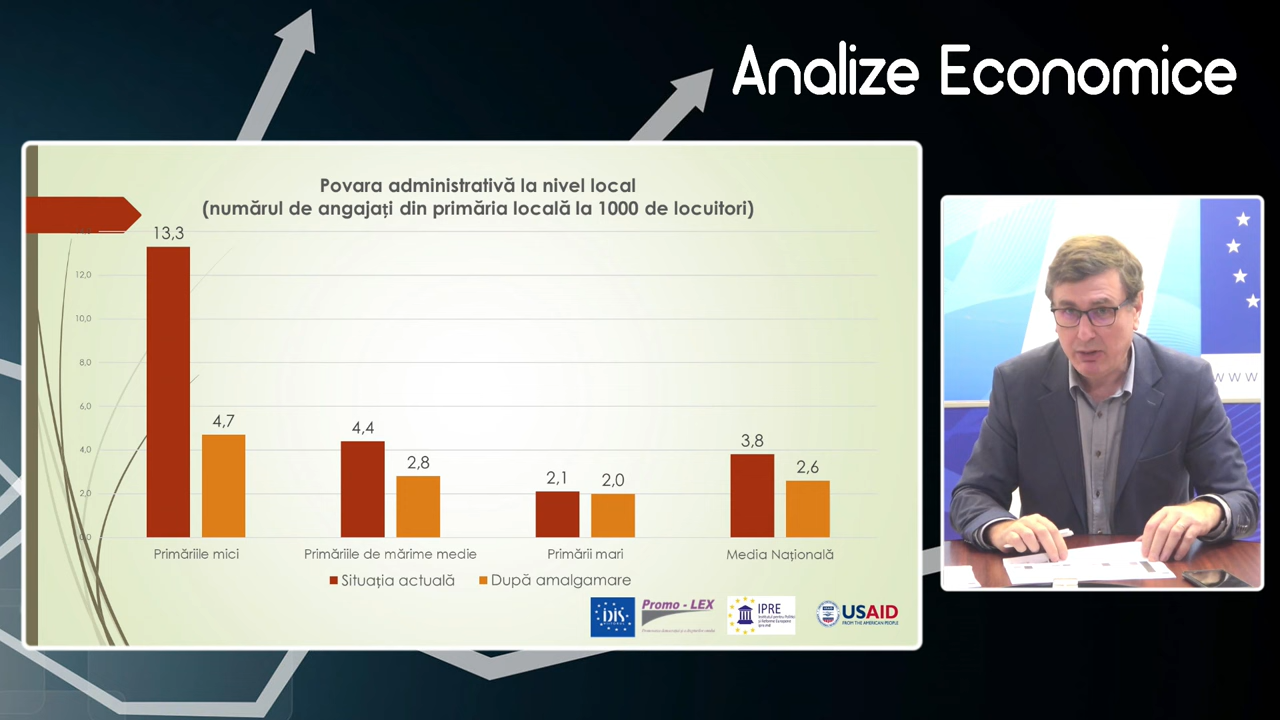 Analize Economice
Povara administrativă la nivel local
(numărul de angajați din primăria locală la 1000 de locuitori)
13,3
12,0
10,0
8,0
6,0
4,7
4,4
4,0
3,8
2,8
2,6
2,1
2,0
2,0
Primăriile mici
Primăriile de mărime medie
Primării mari
Media Națională
Situația actuală
După amalgamare
Promo - LEX
IPRE
USAID
FROM THE AMERICAN PEOPLE
WWW